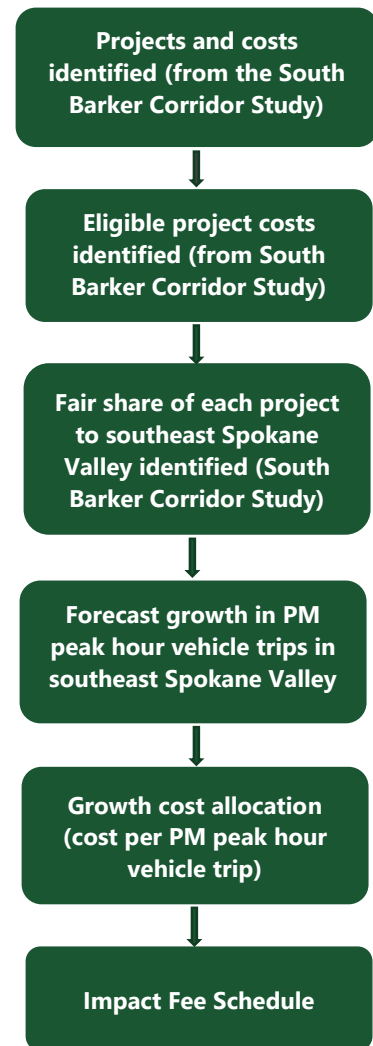 Projects and costs
identified (from the South
Barker Corridor Study)
Eligible project costs
identified (from South
Barker Corridor Study)
Fair share of each project
to southeast Spokane
Valley identified (South
Barker Corridor Study)
Forecast growth in PM
peak hour vehicle trips in
southeast Spokane Valley
Growth cost allocation
(cost per PM peak hour
vehicle trip)
Impact Fee Schedule